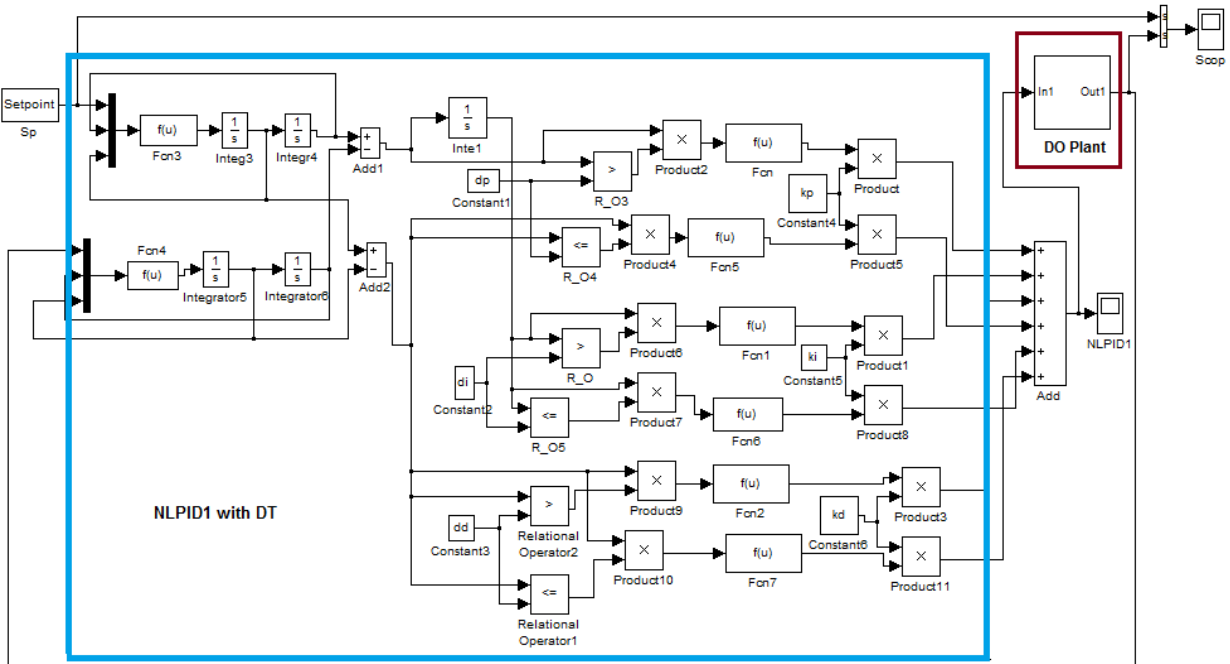 Setpoint
Sp
f(u)
Fcn3
1
s
Integ3
1
s
Integr4
+
−
Add1
1
s
Inte1
dp
Constant1
>
R_O3
×
Product2
f(u)
Fcn
kp
Constant4
×
Product
In1
Out1
DO Plant
s
s
Scop
Fcn4
f(u)
1
s
Integrator5
1
s
Integrator6
+
−
Add2
<=
R_O4
×
Product4
f(u)
Fcn5
×
Product5
+
+
+
+
+
+
Add
NLPID1
>
R_O
×
Product6
f(u)
Fcn1
ki
Constant5
×
Product1
di
Constant2
<=
R_O5
×
Product7
f(u)
Fcn6
×
Product8
NLPID1 with DT
dd
Constant3
>
Relational
Operator2
×
Product9
f(u)
Fcn2
kd
Constant6
×
Product3
<=
Relational
Operator1
×
Product10
f(u)
Fcn7
×
Product11